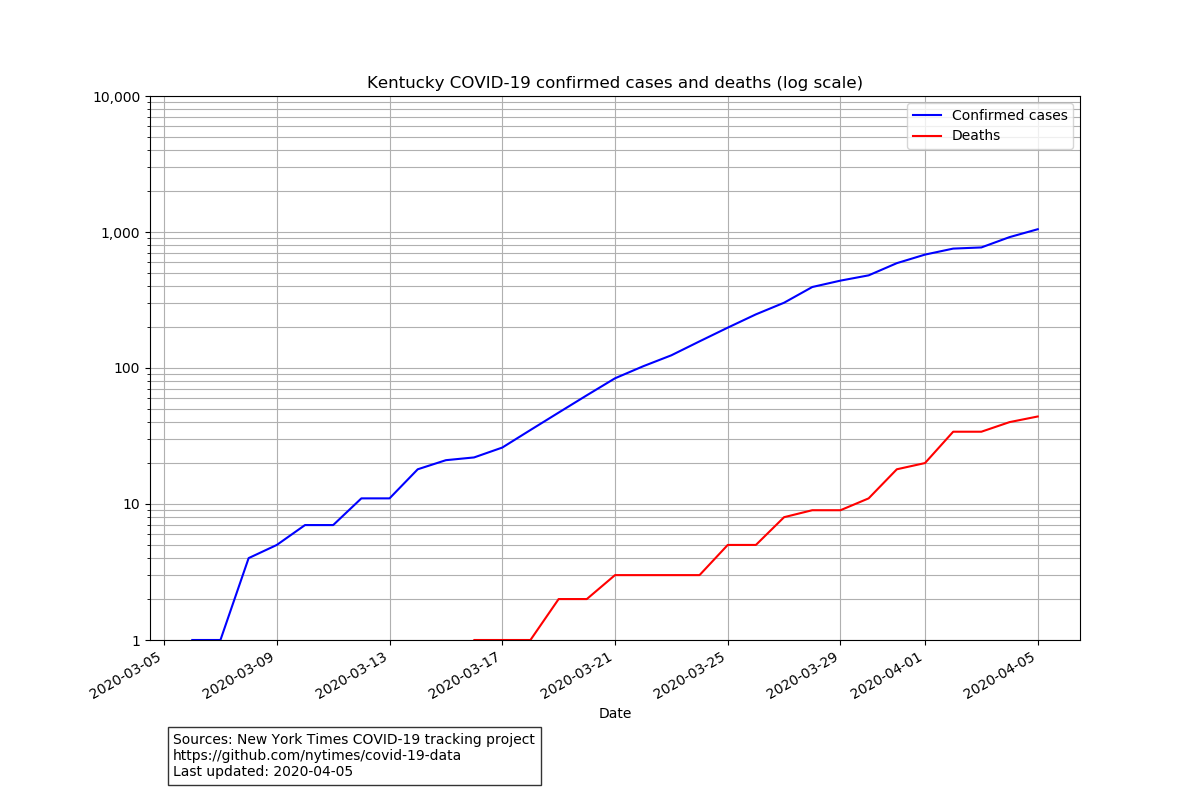 Kentucky COVID-19 confirmed cases and deaths (log scale)
10,000
1,000
100
10
1
Confirmed cases
Deaths
2020-03-05
2020-03-09
2020-03-13
2020-03-17
2020-03-21
2020-03-25
2020-03-29
2020-04-01
2020-04-05
Date
Sources: New York Times COVID-19 tracking project
https://github.com/nytimes/covid-19-data
Last updated: 2020-04-05